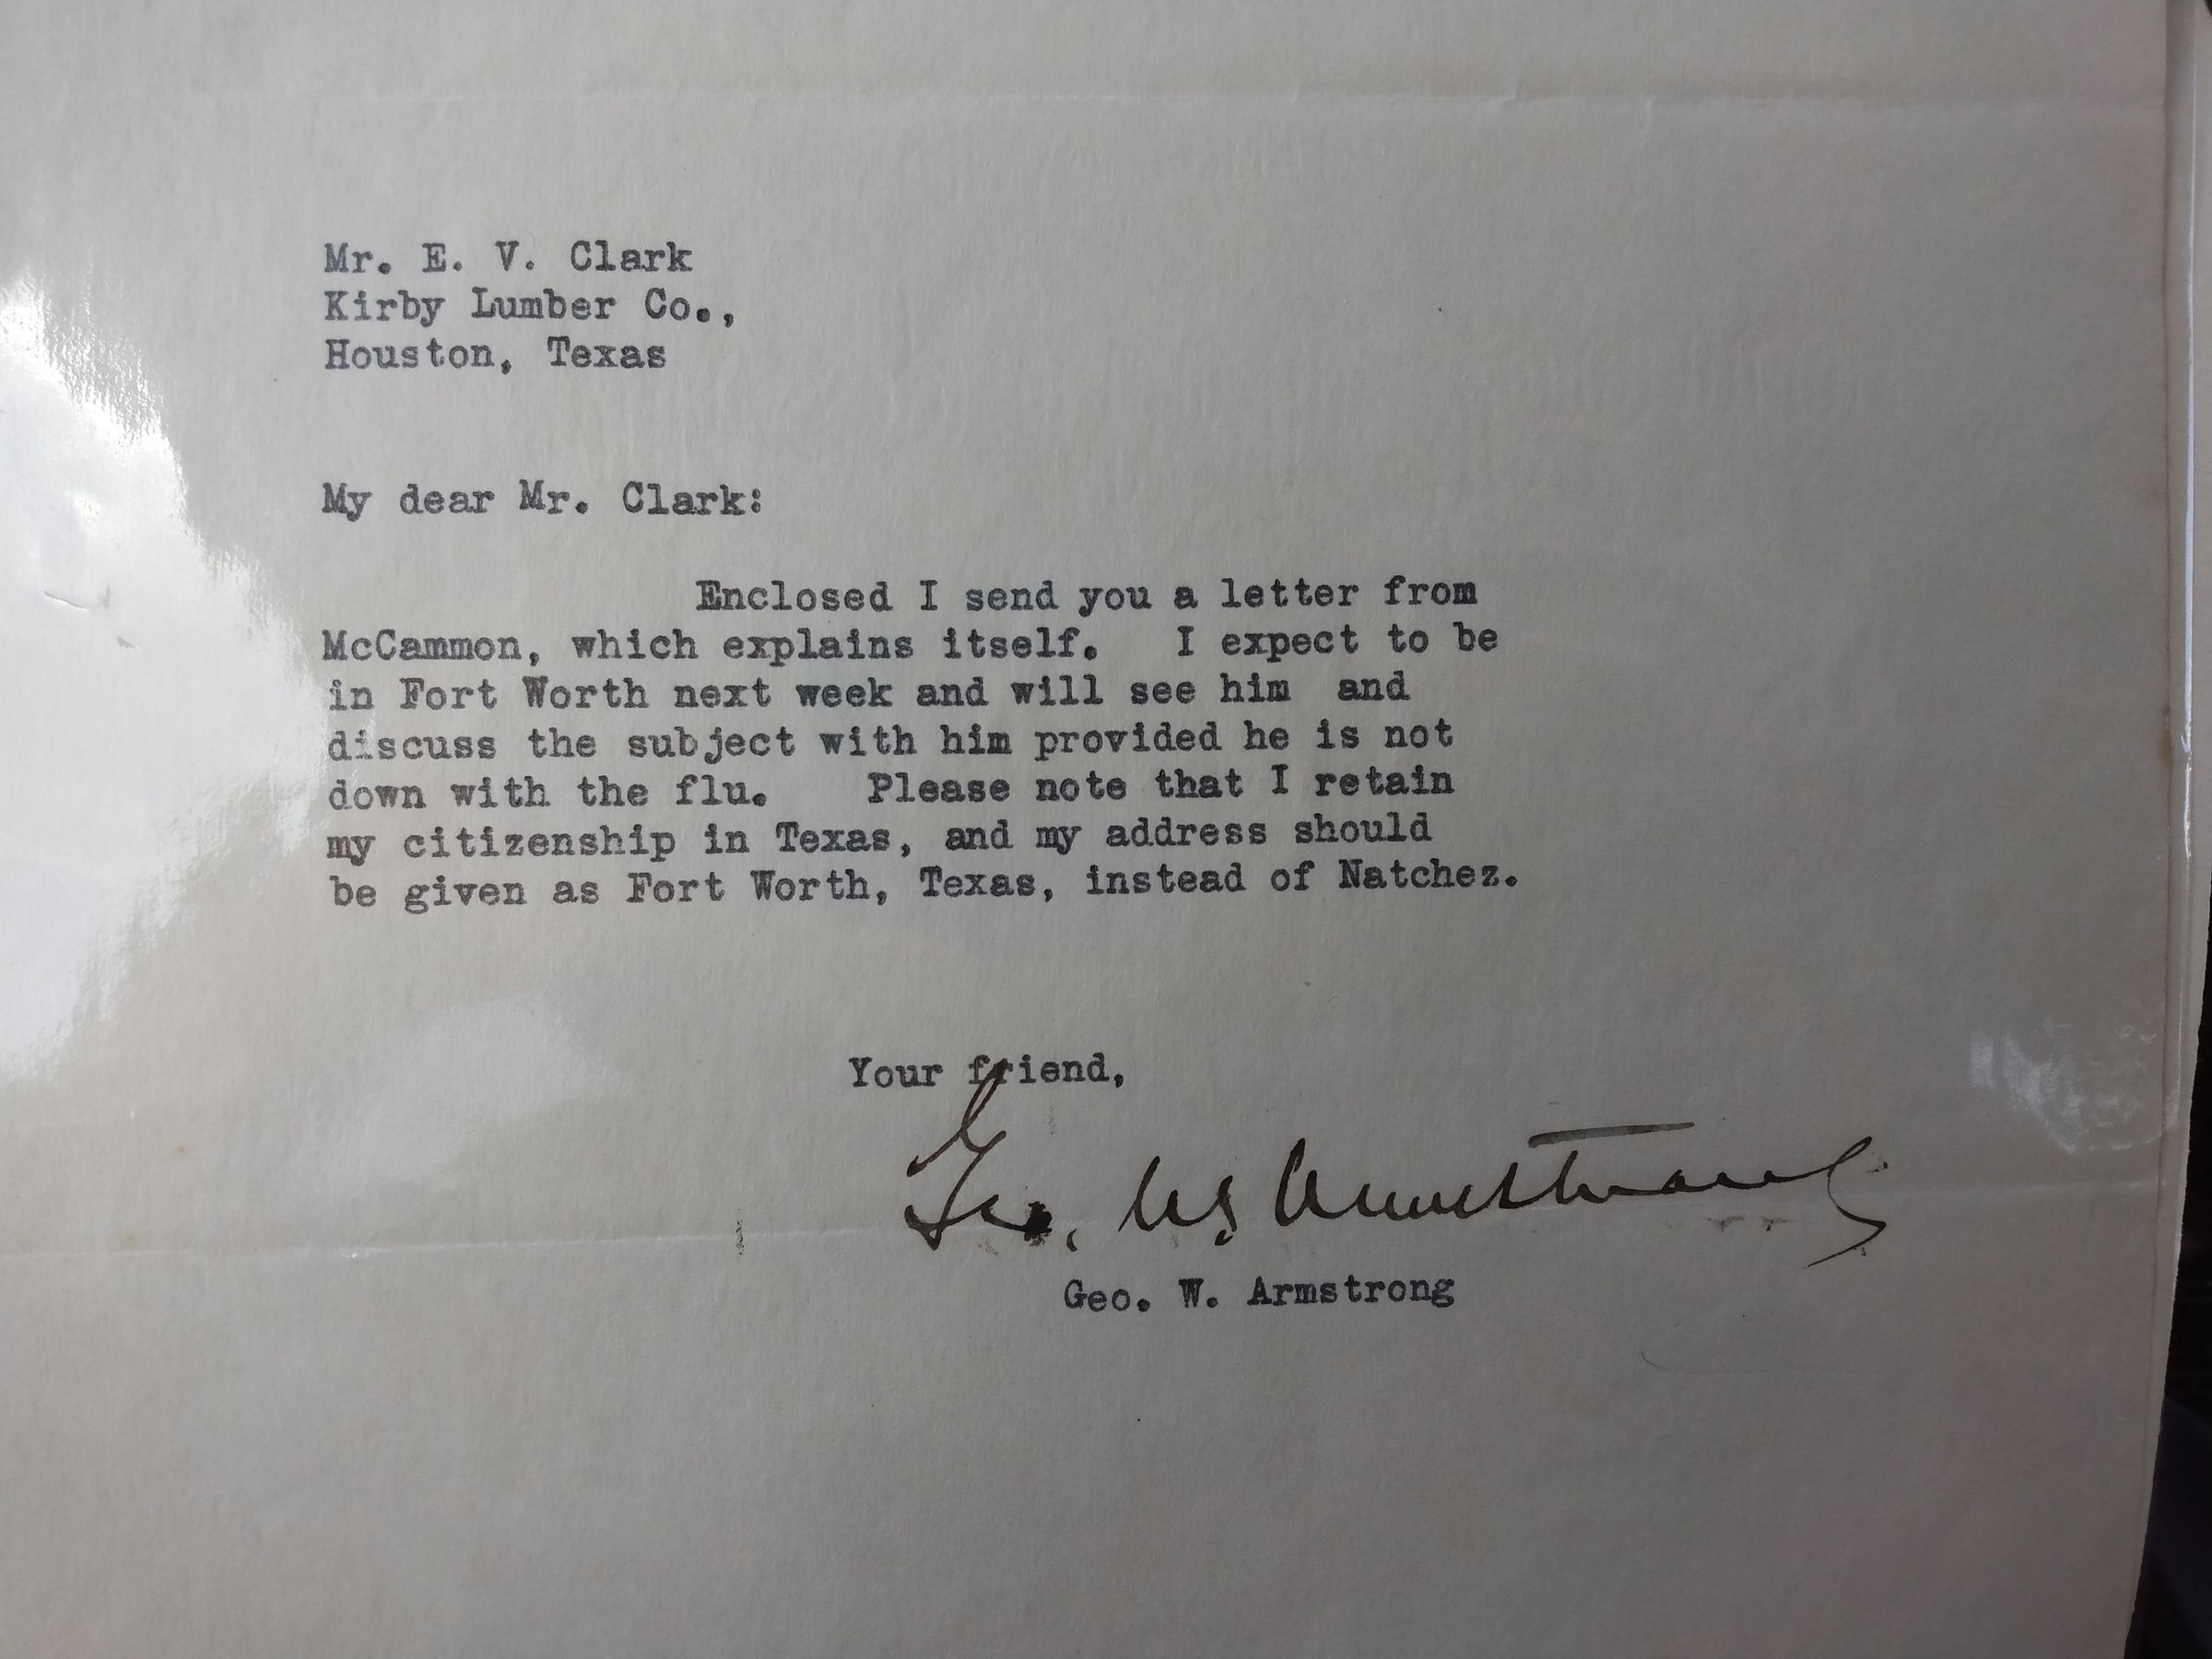 Mr. E. V. Clark
Kirby Lumber Co.,
Houston, Texas
My dear Mr. Clark:
Enclosed I send you a letter from
McCammon, which explains itself. I expect to be
in Fort Worth next week and will see him and
discuss the subject with him provided he is not
down with the flu. Please note that I retain
my citizenship in Texas, and my address should
be given as Fort Worth, Texas, instead of Natchez.
Your friend,
Geo. W. Armstrong
Geo. W. Armstrong